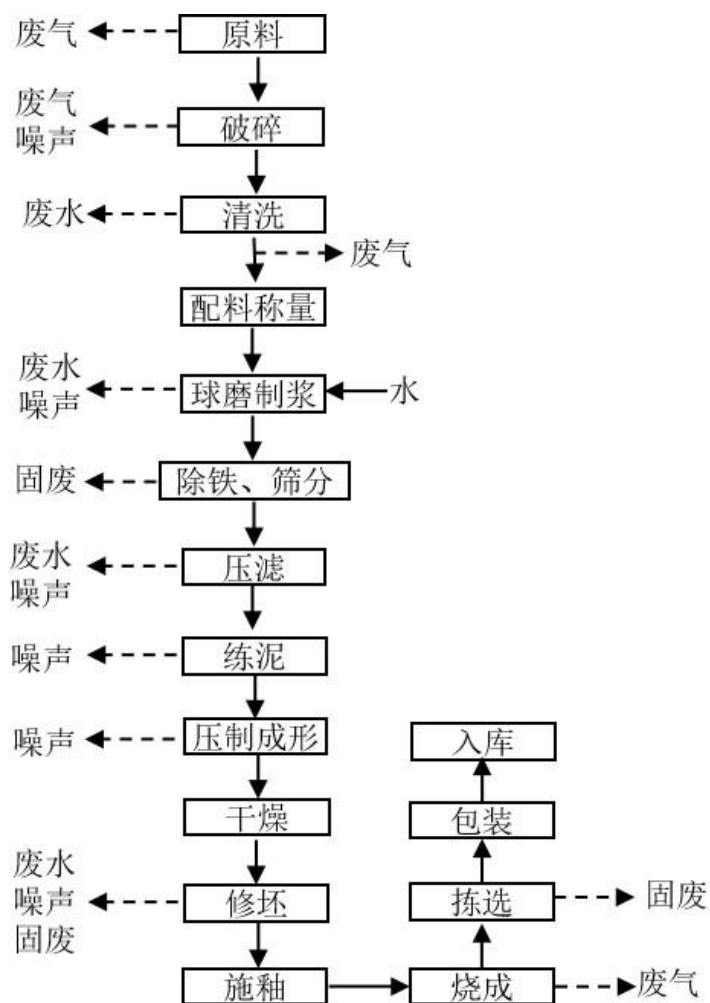 废气
原料
废气
噪声
破碎
废水
清洗
废气
配料称量
废水
噪声
球磨制浆
水
固废
除铁、筛分
废水
噪声
压滤
噪声
练泥
噪声
压制成形
入库
干燥
包装
废水
噪声
固废
修坯
拣选
固废
施釉
烧成
废气